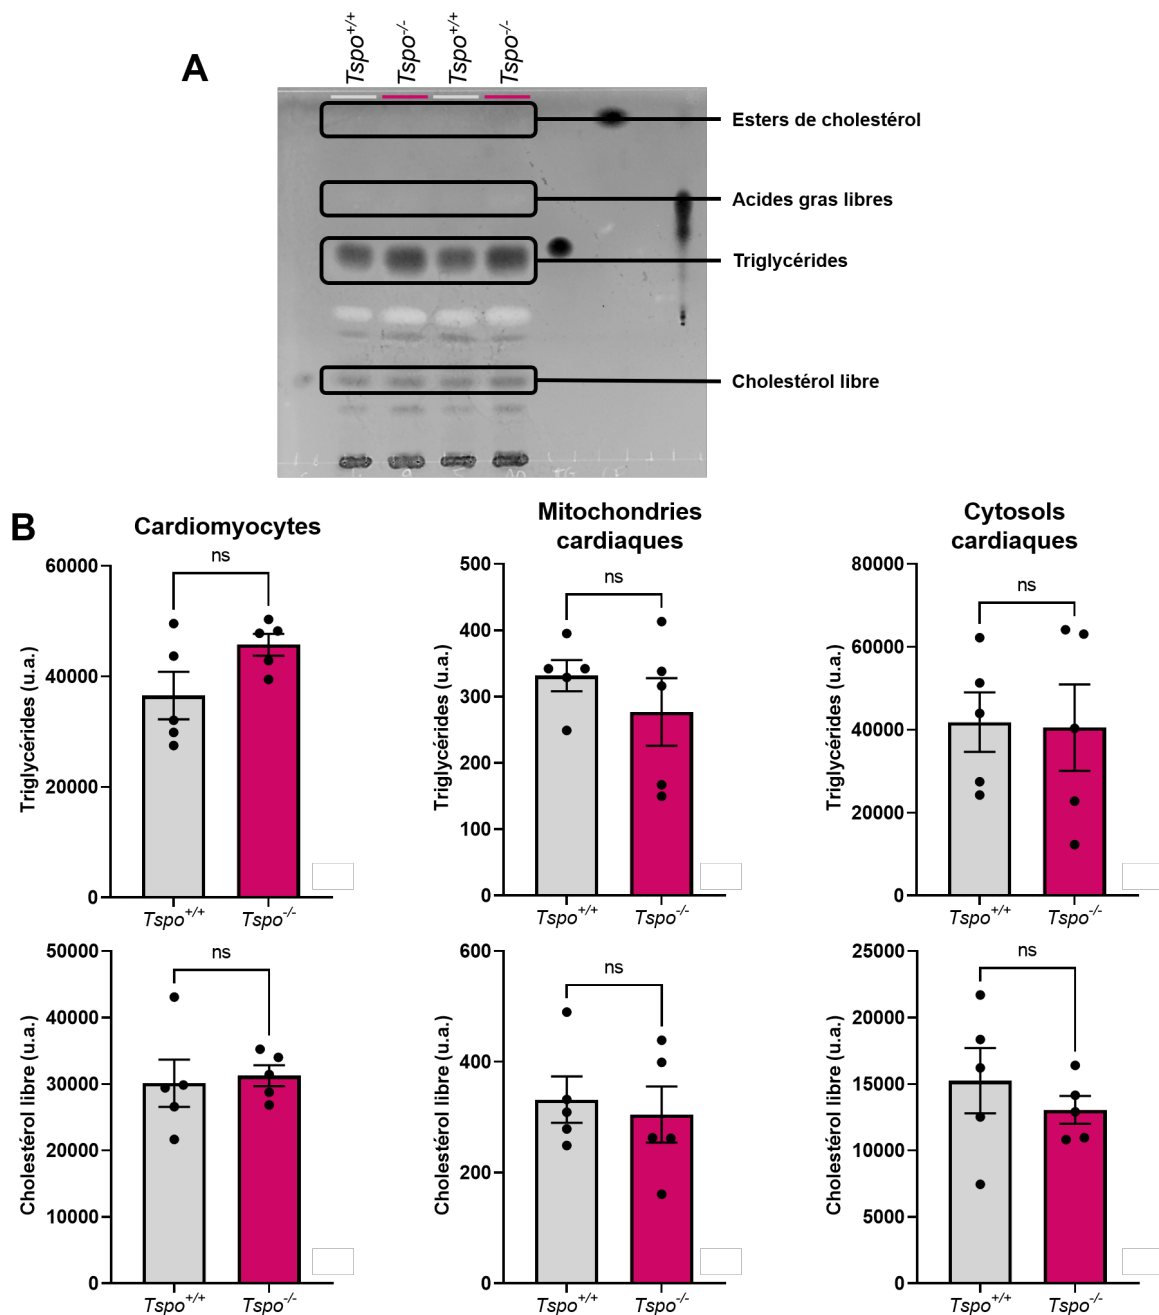 A
Tspo+/+
Tspo-/-
Tspo+/+
Tspo-/-
Esters de cholestérol
Acides gras libres
Triglycérides
Cholestérol libre
B
Cardiomyocytes
ns
Triglycérides (u.a.)
60000
40000
20000
0
Tspo+/+
Tspo-/-
Mitochondries
cardiaques
ns
Triglycérides (u.a.)
500
400
300
200
100
0
Tspo+/+
Tspo-/-
Cytosols
cardiaques
ns
Triglycérides (u.a.)
80000
60000
40000
20000
0
Tspo+/+
Tspo-/-
ns
Cholestérol libre (u.a.)
50000
40000
30000
20000
10000
0
Tspo+/+
Tspo-/-
ns
Cholestérol libre (u.a.)
600
400
200
0
Tspo+/+
Tspo-/-
ns
Cholestérol libre (u.a.)
25000
20000
15000
10000
5000
0
Tspo+/+
Tspo-/-